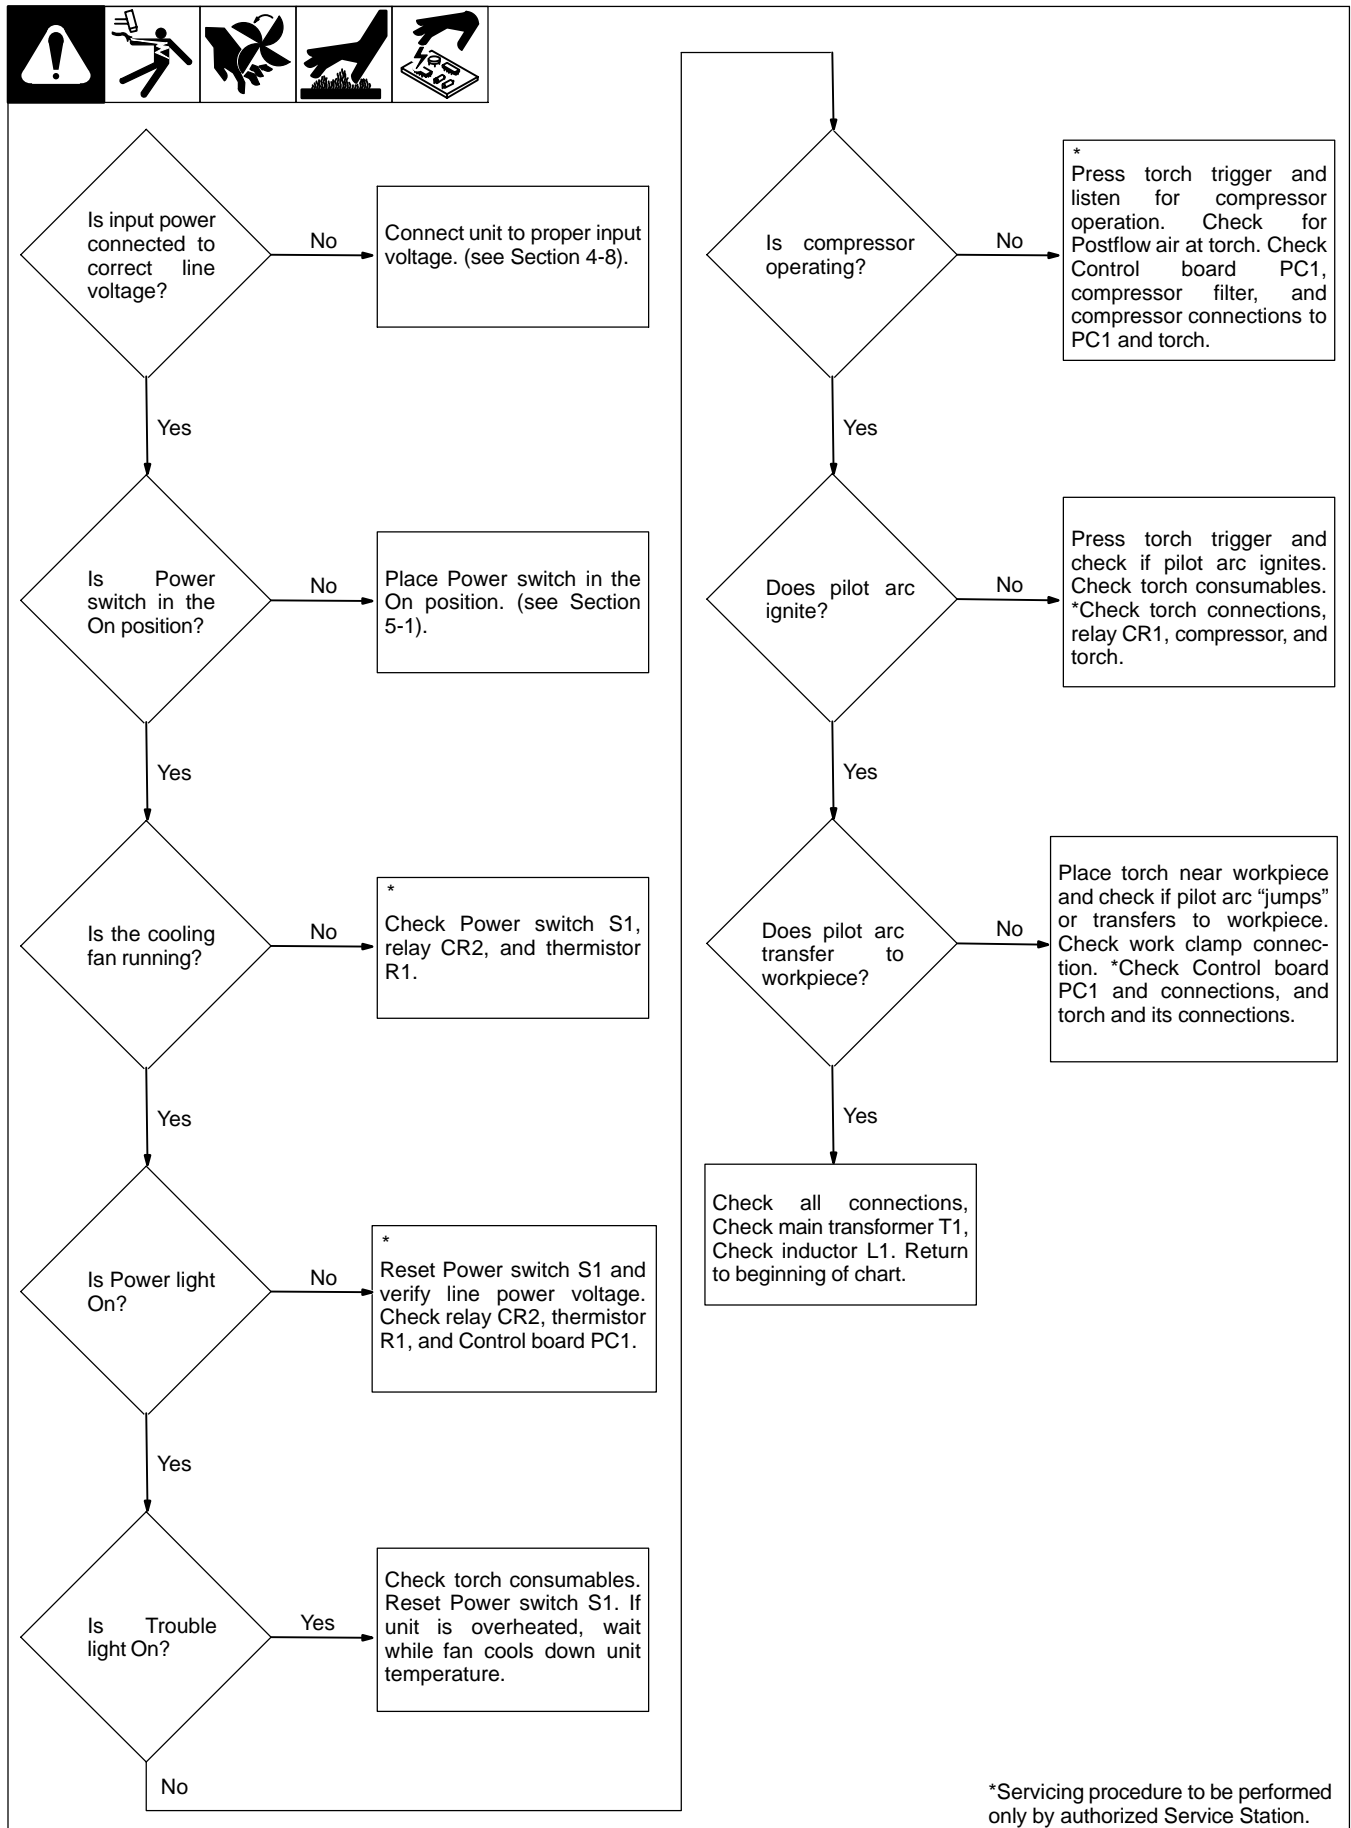 Is input power
connected to
correct line
voltage?
No
Connect unit to proper input
voltage. (see Section 4-8).
Yes
Is Power
switch in the
On position?
No
Place Power switch in the
On position. (see Section
5-1).
Yes
Is the cooling
fan running?
No
*
Check Power switch S1,
relay CR2, and thermistor
R1.
Yes
Is Power light
On?
No
*
Reset Power switch S1 and
verify line power voltage.
Check relay CR2, thermistor
R1, and Control board PC1.
Yes
Is Trouble
light On?
Yes
Check torch consumables.
Reset Power switch S1. If
unit is overheated, wait
while fan cools down unit
temperature.
No
Is compressor
operating?
No
*
Press torch trigger and
listen for compressor
operation. Check for
Postflow air at torch. Check
Control board PC1,
compressor filter, and
compressor connections to
PC1 and torch.
Yes
Does pilot arc
ignite?
No
Press torch trigger and
check if pilot arc ignites.
Check torch consumables.
*Check torch connections,
relay CR1, compressor, and
torch.
Yes
Does pilot arc
transfer to
workpiece?
No
Place torch near workpiece
and check if pilot arc “jumps”
or transfers to workpiece.
Check work clamp connec-
tion. *Check Control board
PC1 and connections, and
torch and its connections.
Yes
Check all connections,
Check main transformer T1,
Check inductor L1. Return
to beginning of chart.
*Servicing procedure to be performed
only by authorized Service Station.